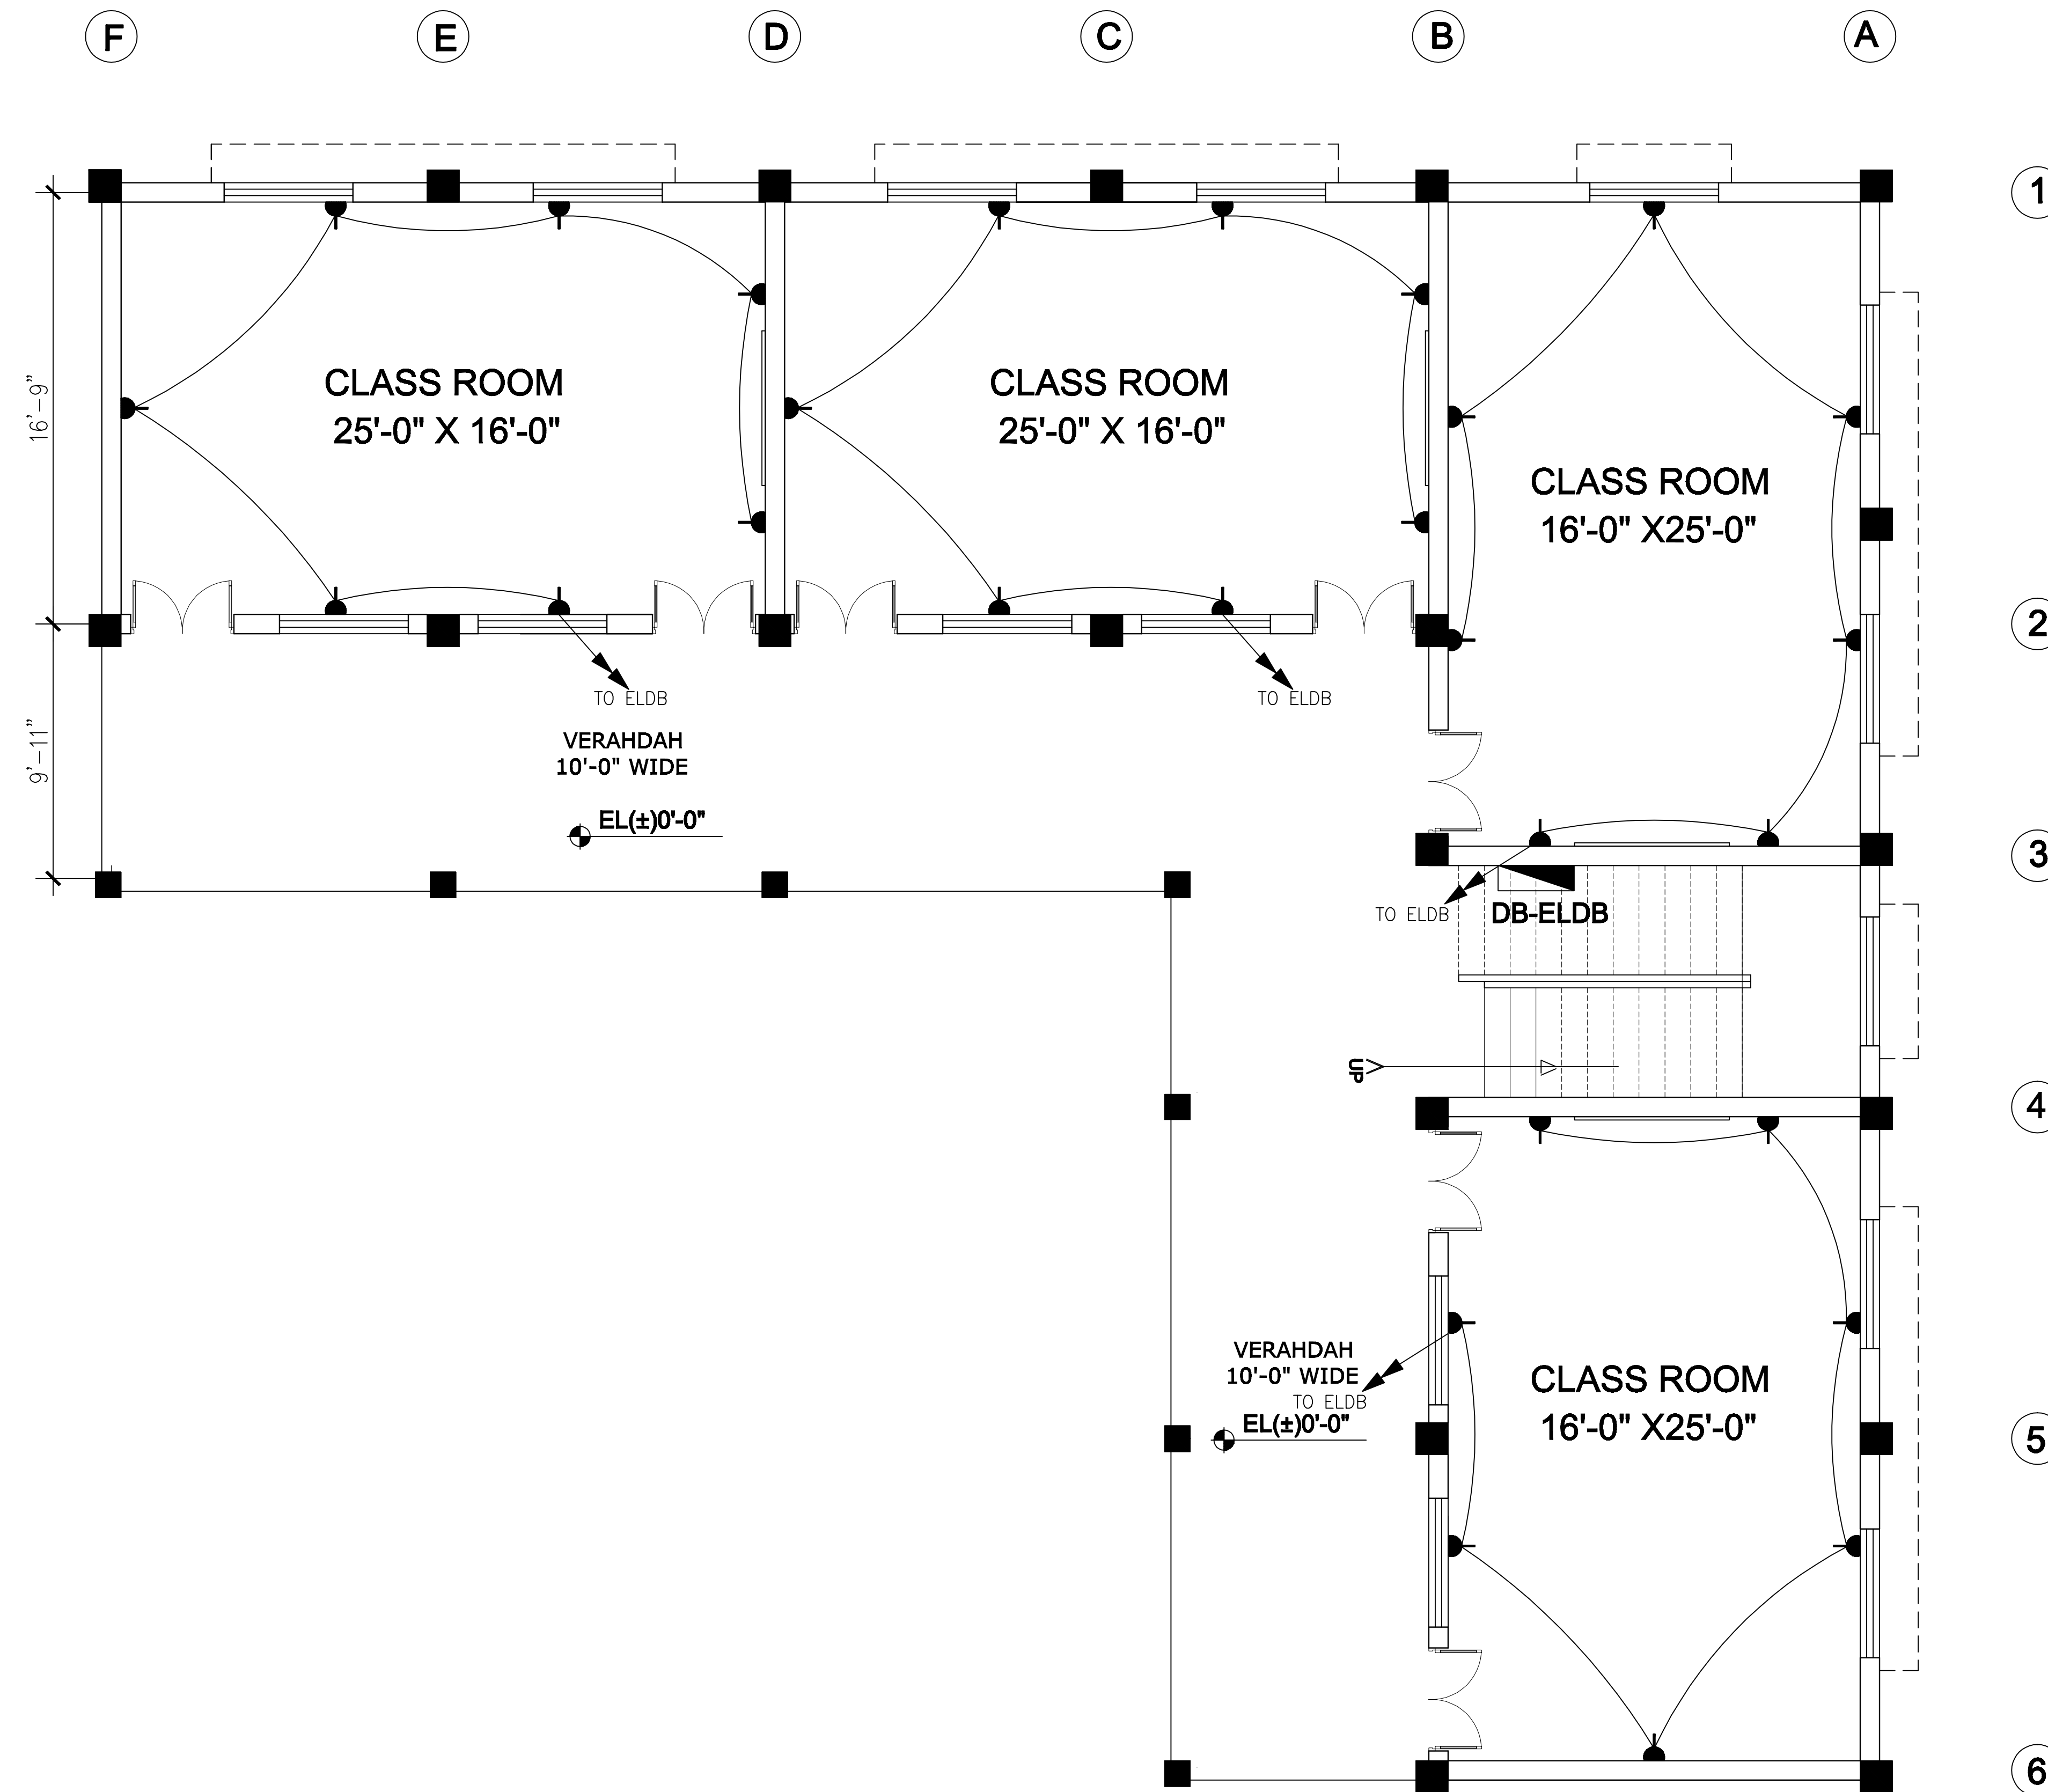 F E D C B A
1
16'-9"
CLASS ROOM
25'-0" X 16'-0"
CLASS ROOM
25'-0" X 16'-0"
CLASS ROOM
16'-0" X25'-0"
2
TO ELDB
TO ELDB
9'-11"
VERAHDAH
10'-0" WIDE
EL(±)0'-0"
3
TO ELDB
DB-ELDB
UP
4
VERAHDAH
10'-0" WIDE
TO ELDB
EL(±)0'-0"
CLASS ROOM
16'-0" X25'-0"
5
6